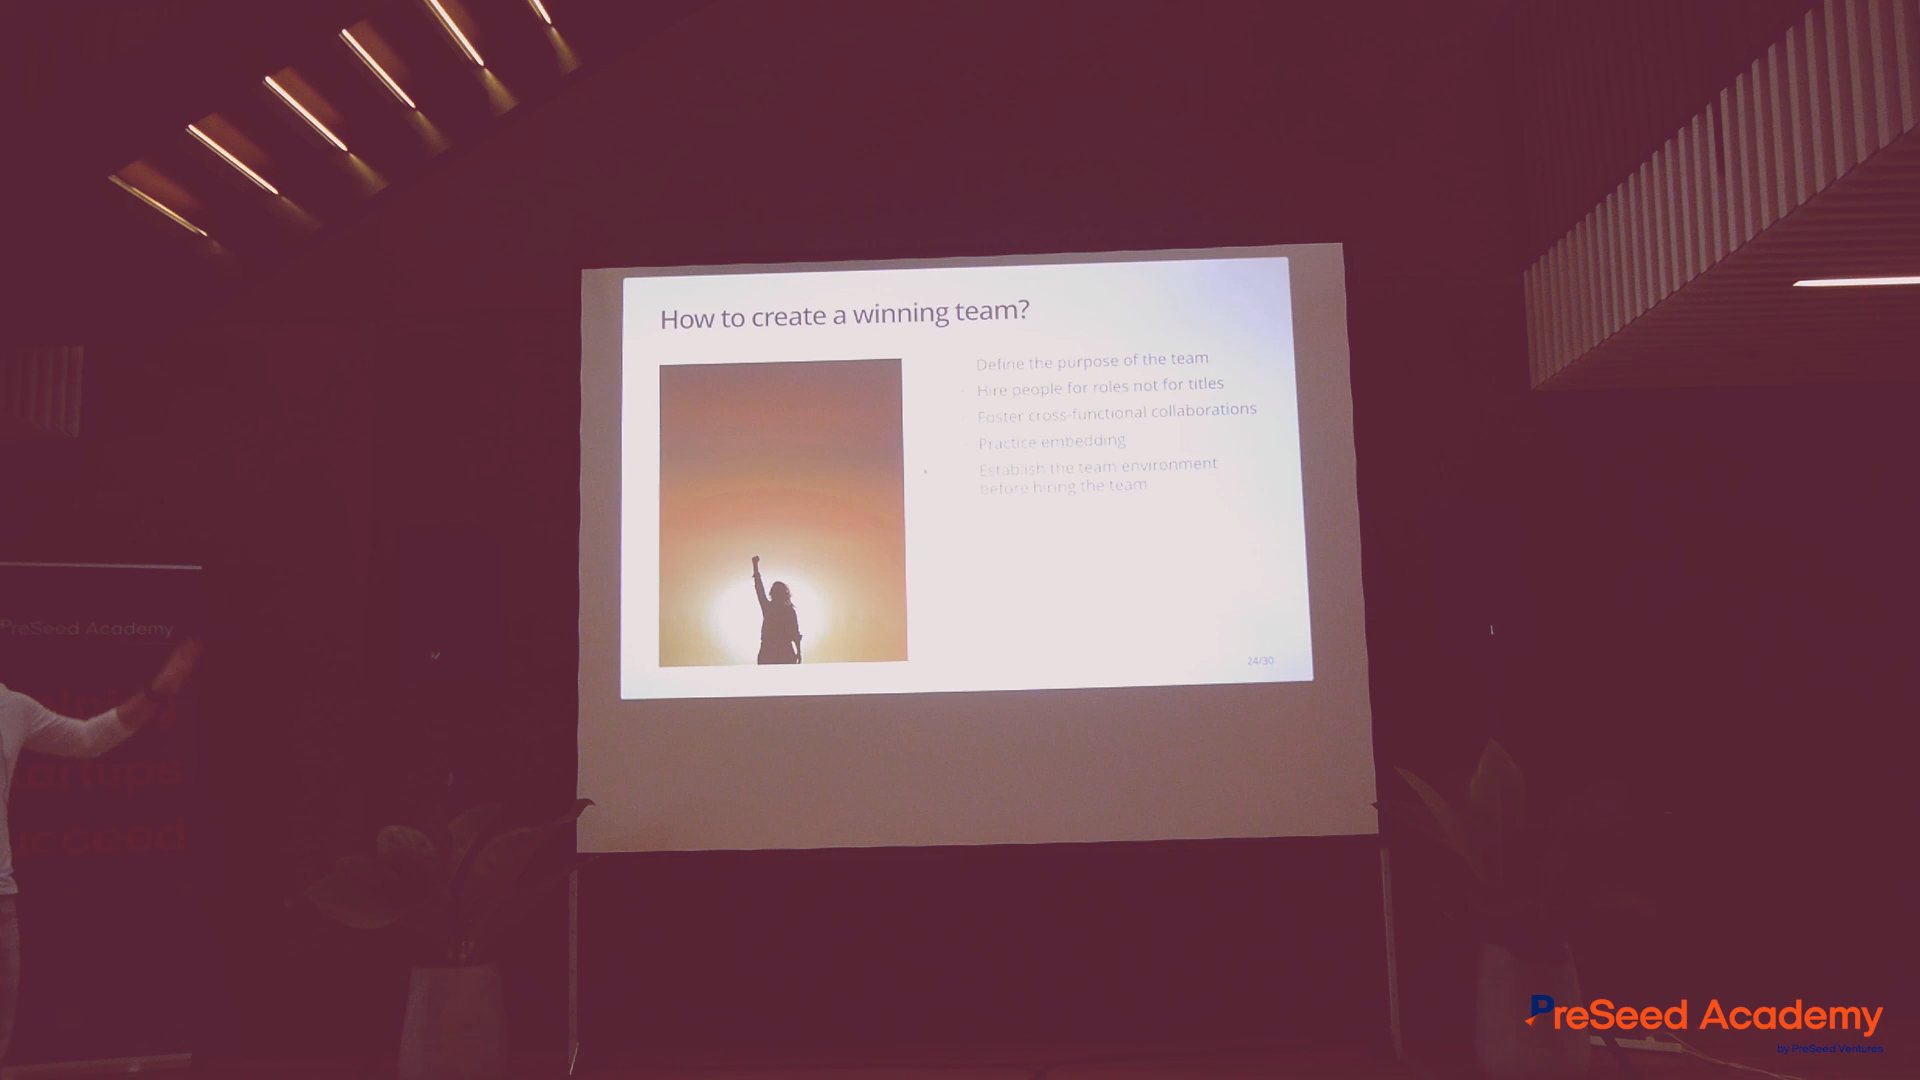 How to create a winning team?
Define the purpose of the team
Hire people for roles not for titles
Foster cross-functional collaborations
Practice embedding
Establish the team environment
before hiring the team
24/30
PreSeed Academy
startups
succeed
PreSeed Academy
by PreSeed Ventures